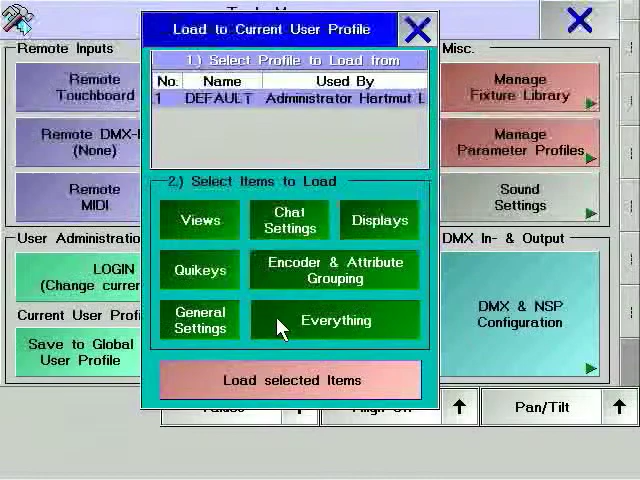 Load to Current User Profile
1.) Select Profile to Load from
No. Name Used By
1 DEFAULT Administrator Hartmut
2.) Select Items to Load
Views
Chat
Settings
Displays
Quikeys
Encoder & Attribute
Grouping
General
Settings
Everything
Load selected Items
Remote Inputs
Remote
Touchboard
Remote DMX-I
(None)
Remote
MIDI
User Administratio
LOGIN
(Change curren
Current User Profi
Save to Global
User Profile
Misc.
Manage
Fixture Library
Manage
Parameter Profiles
Sound
Settings
DMX In- & Output
DMX & NSP
Configuration
Values
Align Off
Pan/Tilt